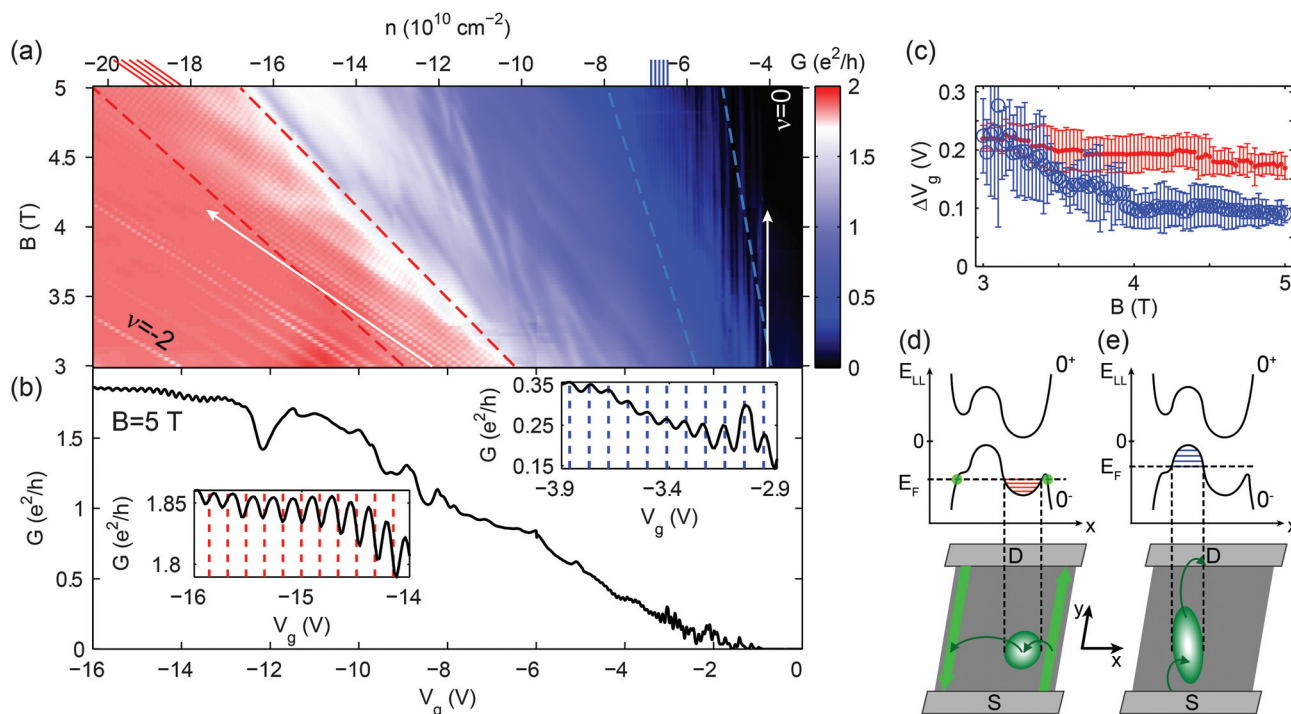 (a)
n (10¹⁰ cm⁻²)
−20 −18 −16 −14 −12 −10 −8 −6 −4 G (e²/h)
B (T)
5
4.5
4
3.5
3
ν=-2
ν=0
2
1.5
1
0.5
0
(b)
B=5 T
G (e²/h)
1.5
1
0.5
0
G (e²/h)
1.85
1.8
−16 −15 −14
V_g (V)
G (e²/h)
0.35
0.25
0.15
−3.9 −3.4 −2.9
V_g (V)
−16 −14 −12 −10 −8 −6 −4 −2 0
V_g (V)
(c)
ΔV_g (V)
0.3
0.2
0.1
0
3 4 5
B (T)
(d)
E_LL
0⁺
0
E_F
0⁻
x
D
S
y
x
(e)
E_LL
0⁺
0
E_F
0⁻
x
D
S